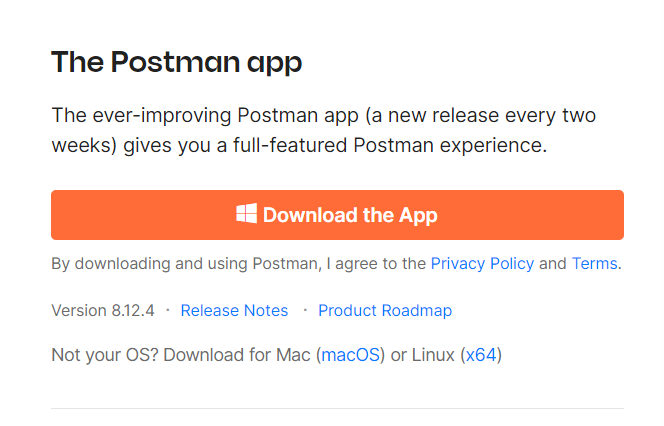 The Postman app
The ever-improving Postman app (a new release every two
weeks) gives you a full-featured Postman experience.
Download the App
By downloading and using Postman, I agree to the Privacy Policy and Terms.
Version 8.12.4 · Release Notes · Product Roadmap
Not your OS? Download for Mac (macOS) or Linux (x64)